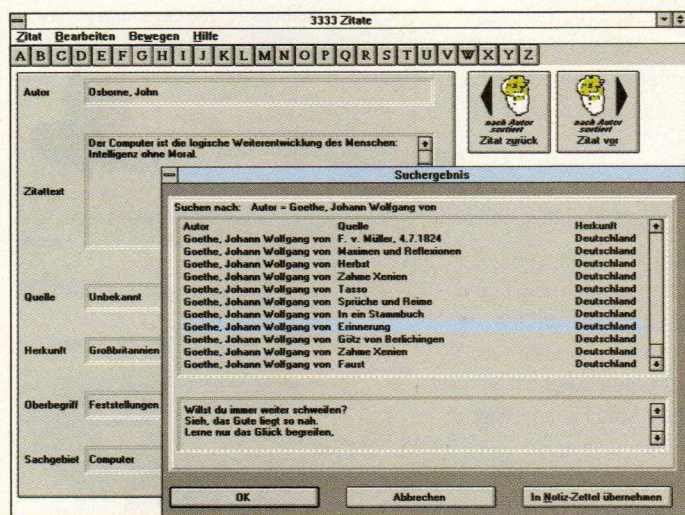 3333 Zitate
Zitat Bearbeiten Bewegen Hilfe
A B C D E F G H I J K L M N O P Q R S T U V W X Y Z
Autor Osborne, John
nach Autor sortiert
Zitat zurück
nach Autor sortiert
Zitat vor
Zitattext
Der Computer ist die logische Weiterentwicklung des Menschen:
Intelligenz ohne Moral.
Quelle Unbekannt
Herkunft Großbritannien
Oberbegriff Feststellungen
Sachgebiet Computer
Suchergebnis
Suchen nach: Autor = Goethe, Johann Wolfgang von
Autor Quelle Herkunft
Goethe, Johann Wolfgang von F. v. Müller, 4.7.1824 Deutschland
Goethe, Johann Wolfgang von Maximen und Reflexionen Deutschland
Goethe, Johann Wolfgang von Herbst Deutschland
Goethe, Johann Wolfgang von Zahme Xenien Deutschland
Goethe, Johann Wolfgang von Tasso Deutschland
Goethe, Johann Wolfgang von Sprüche und Reime Deutschland
Goethe, Johann Wolfgang von In ein Stammbuch Deutschland
Goethe, Johann Wolfgang von Erinnerung Deutschland
Goethe, Johann Wolfgang von Götz von Berlichingen Deutschland
Goethe, Johann Wolfgang von Zahme Xenien Deutschland
Goethe, Johann Wolfgang von Faust Deutschland
Willst du immer weiter schweifen?
Sieh, das Gute liegt so nah.
Lerne nur das Glück begreifen,
OK Abbrechen In Notiz-Zettel übernehmen